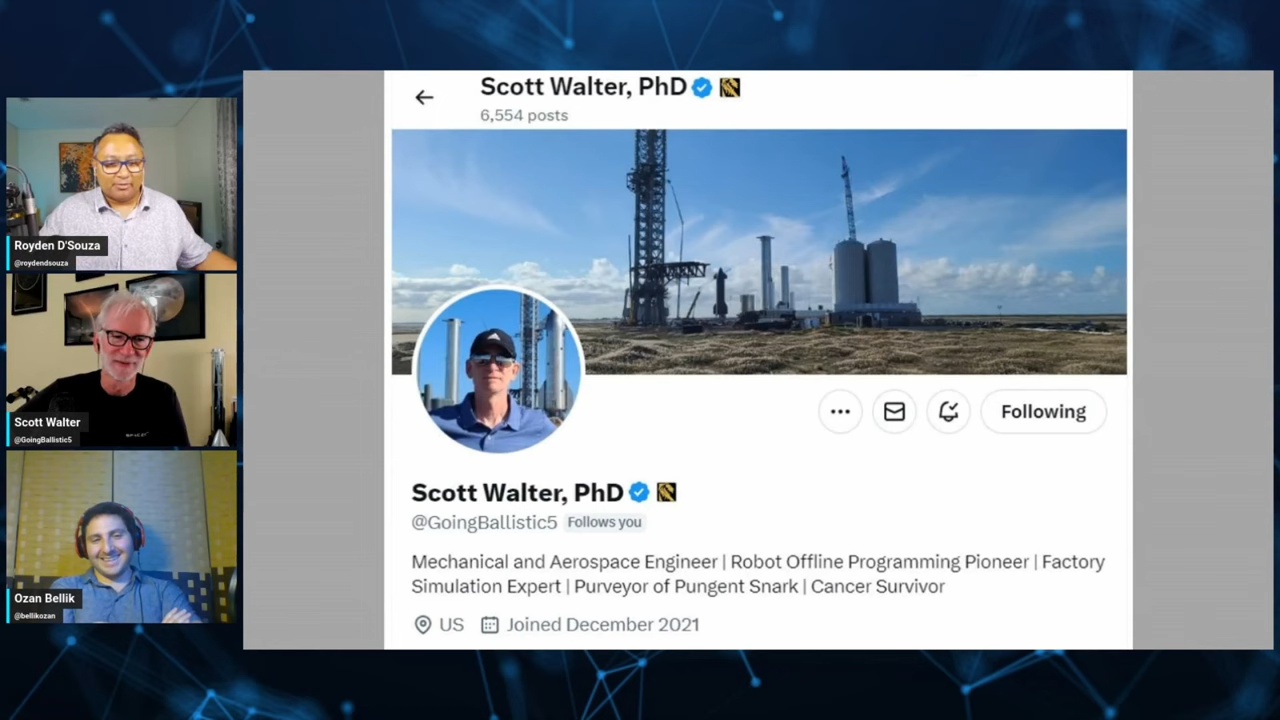 Scott Walter, PhD
6,554 posts
Royden D'Souza
@roydendsouza
Scott Walter
@GoingBallistic5
Ozan Bellik
@bellikozan
Following
Scott Walter, PhD
@GoingBallistic5 Follows you
Mechanical and Aerospace Engineer | Robot Offline Programming Pioneer | Factory
Simulation Expert | Purveyor of Pungent Snark | Cancer Survivor
US Joined December 2021